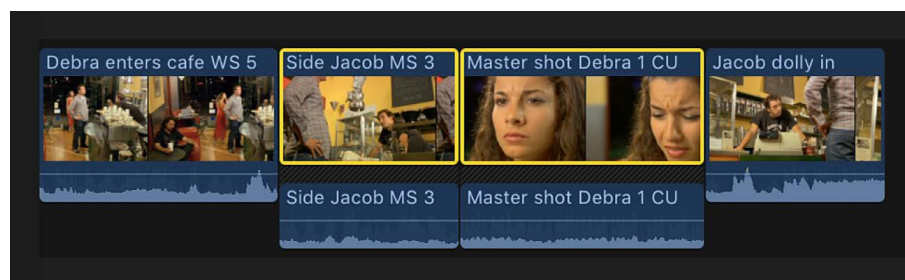 Debra enters cafe WS 5
Side Jacob MS 3
Master shot Debra 1 CU
Jacob dolly in
Side Jacob MS 3
Master shot Debra 1 CU